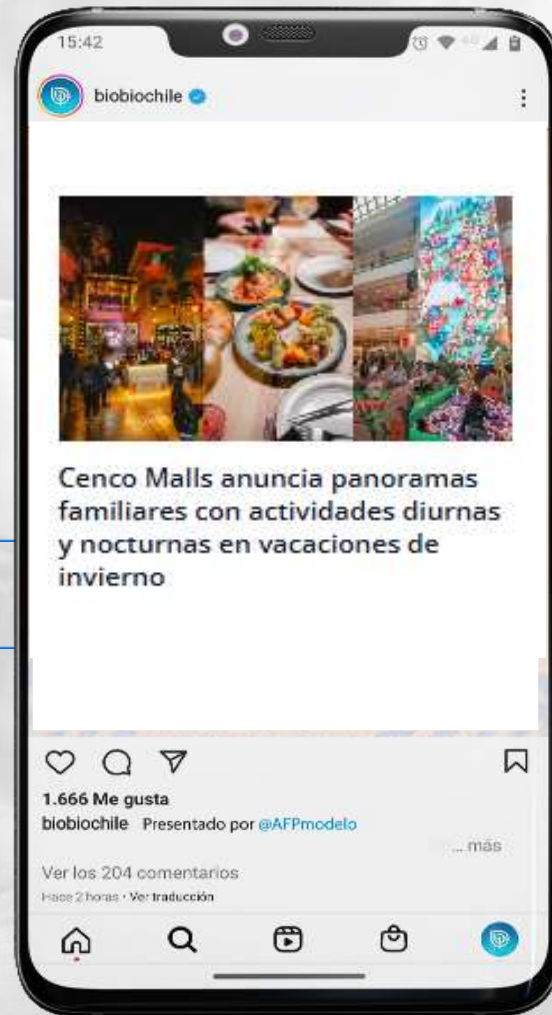 15:42
4G
biobiochile
Cenco Malls anuncia panoramas
familiares con actividades diurnas
y nocturnas en vacaciones de
invierno
1.666 Me gusta
biobiochile Presentado por @AFPmodelo
... más
Ver los 204 comentarios
Hace 2 horas • Ver traducción